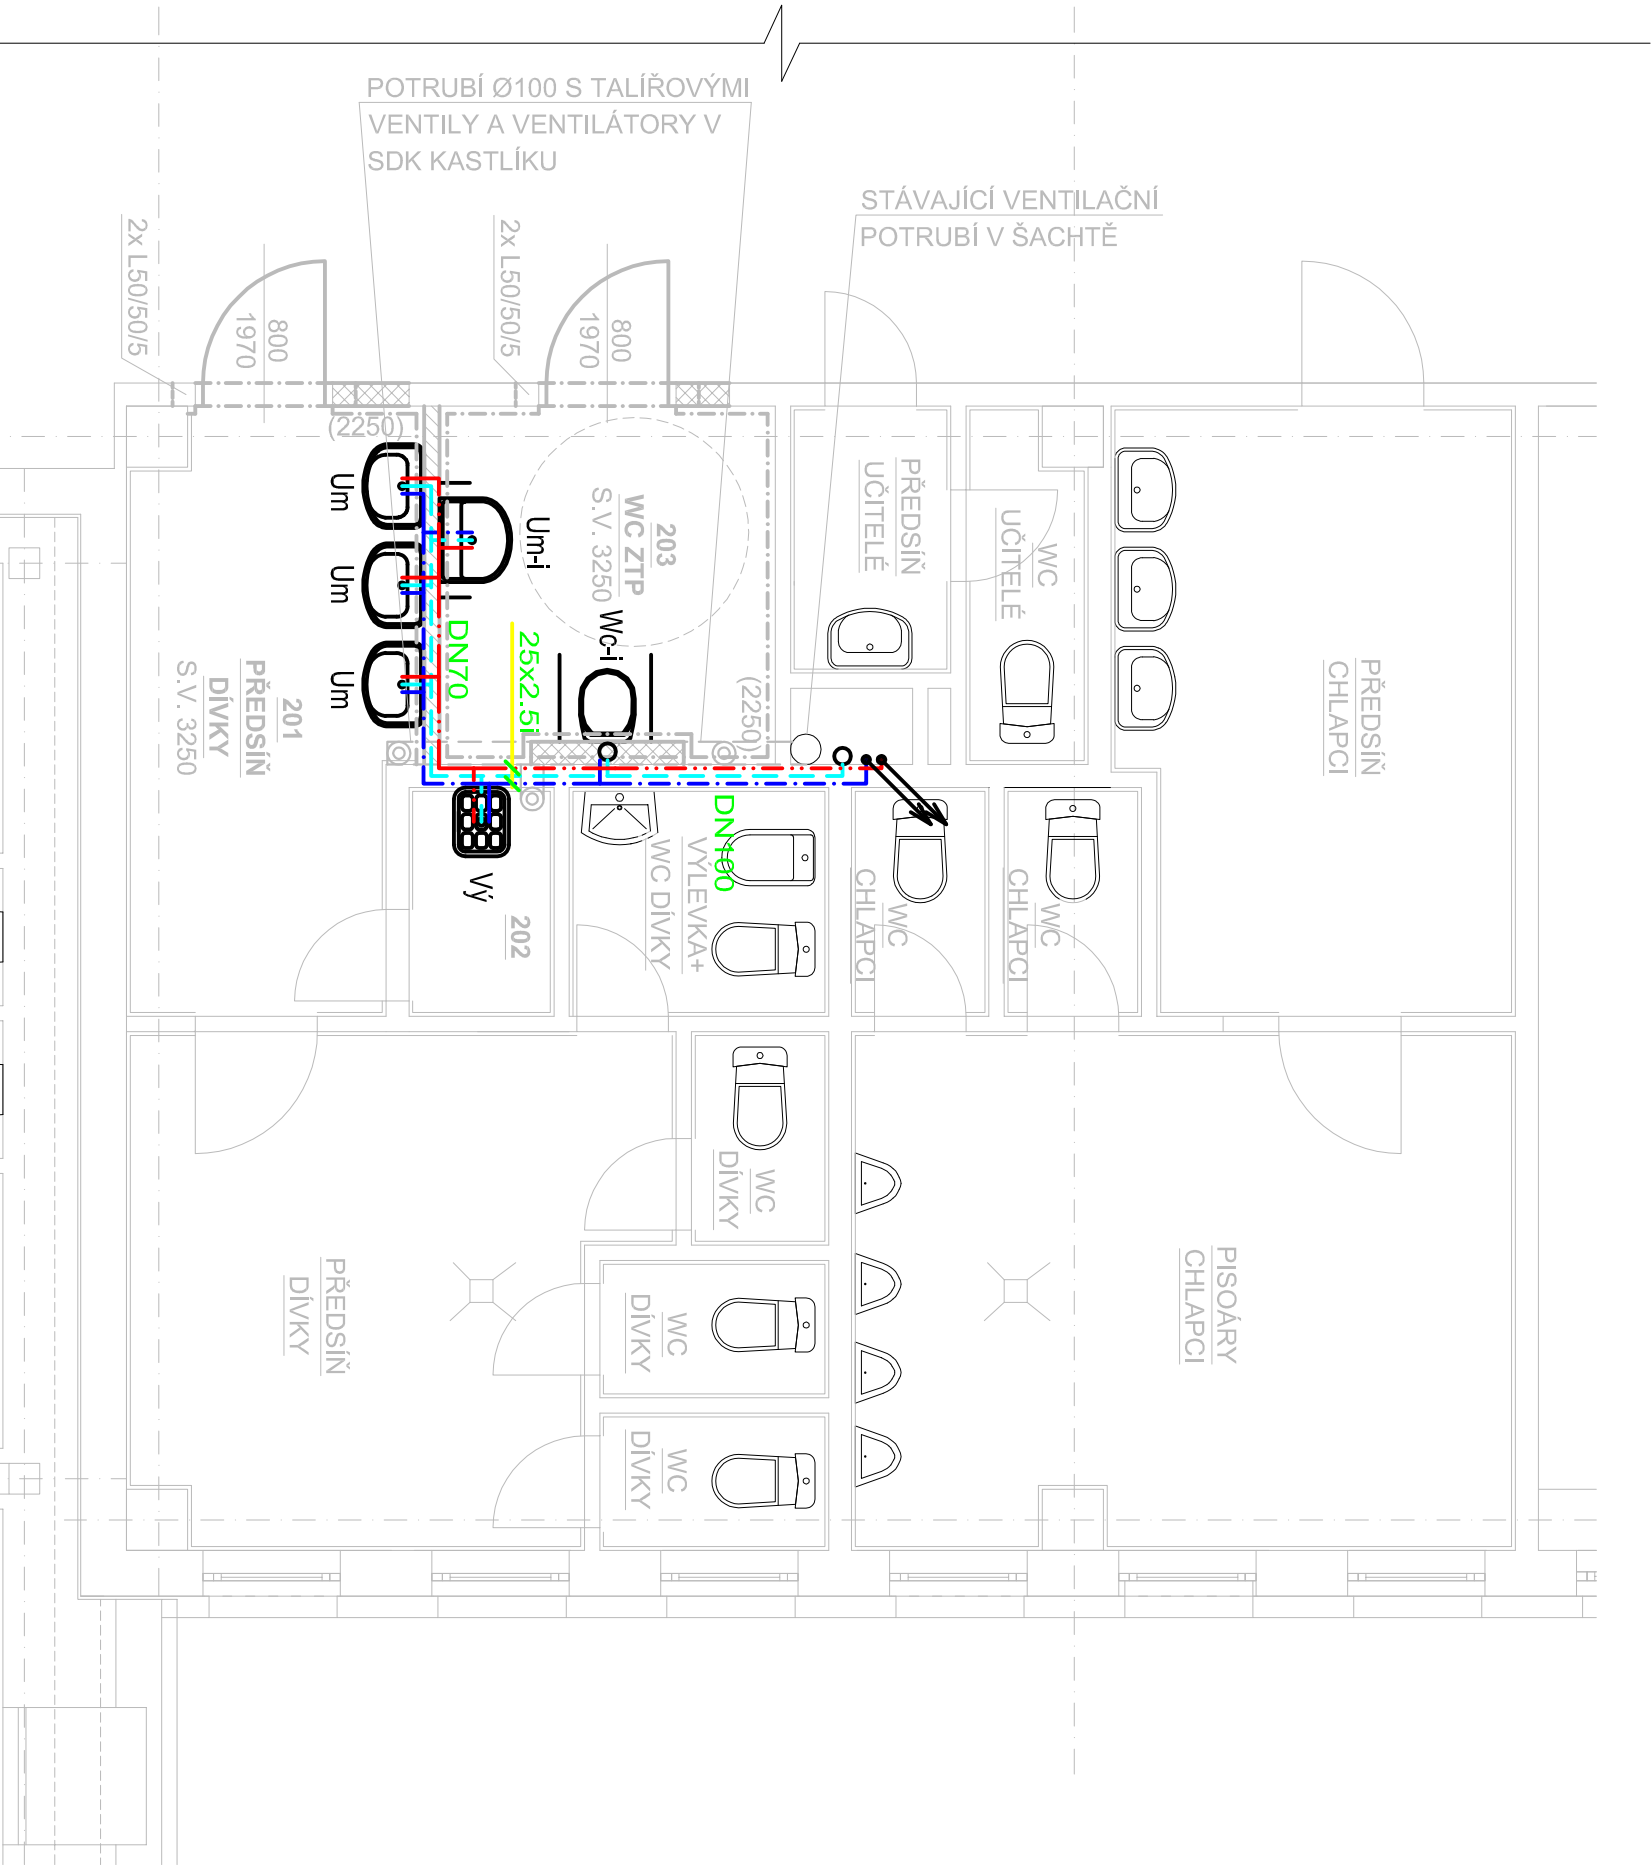 POTRUBÍ Ø100 S TALÍŘOVÝMI
VENTILY A VENTILÁTORY V
SDK KASTLÍKU
STÁVAJÍCÍ VENTILAČNÍ
POTRUBÍ V ŠACHTĚ
2x L50/50/5
800
1970
2x L50/50/5
800
1970
(2250)
Um
Um
Um
Um-i
203
WC ZTP
S.V. 3250
Wc-i
DN70
25x2.5i
(2250)
PŘEDSÍŇ
UČITELÉ
WC
UČITELÉ
PŘEDSÍŇ
CHLAPCI
201
PŘEDSÍŇ
DÍVKY
S.V. 3250
Vý
202
DN100
VÝLEVKA+
WC DÍVKY
WC
CHLAPCI
WC
CHLAPCI
WC
DÍVKY
PŘEDSÍŇ
DÍVKY
WC
DÍVKY
WC
DÍVKY
PISOÁRY
CHLAPCI